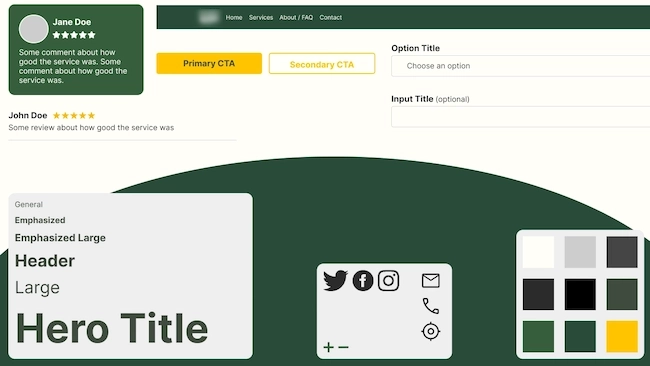 Jane Doe
Some comment about how
good the service was. Some
comment about how good the
service was.
John Doe
Some review about how good the service was
Home Services About / FAQ Contact
Primary CTA
Secondary CTA
Option Title
Choose an option
Input Title (optional)
General
Emphasized
Emphasized Large
Header
Large
Hero Title